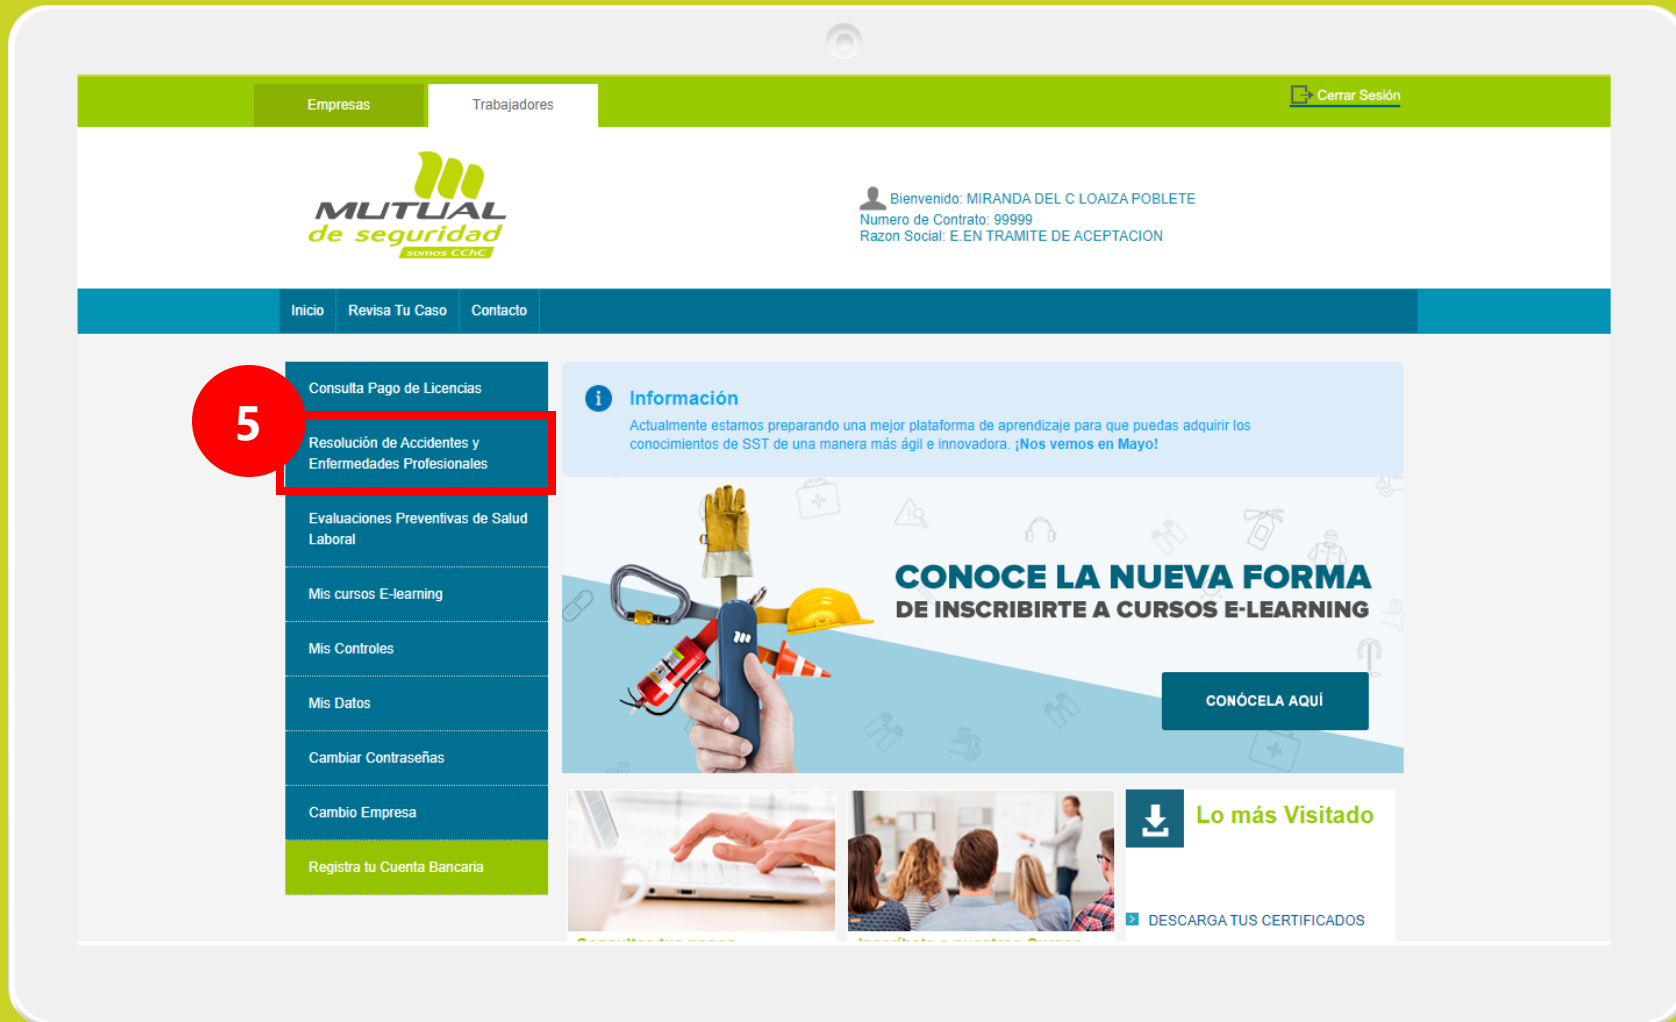 Empresas
Trabajadores
Cerrar Sesión
MUTUAL
de seguridad
somos CChC
Bienvenido: MIRANDA DEL C LOAIZA POBLETE
Numero de Contrato: 99999
Razon Social: E.EN TRAMITE DE ACEPTACION
Inicio
Revisa Tu Caso
Contacto
5
Consulta Pago de Licencias
Resolución de Accidentes y
Enfermedades Profesionales
Evaluaciones Preventivas de Salud
Laboral
Mis cursos E-learning
Mis Controles
Mis Datos
Cambiar Contraseñas
Cambio Empresa
Registra tu Cuenta Bancaria
Información
Actualmente estamos preparando una mejor plataforma de aprendizaje para que puedas adquirir los
conocimientos de SST de una manera más ágil e innovadora. ¡Nos vemos en Mayo!
CONOCE LA NUEVA FORMA
DE INSCRIBIRTE A CURSOS E-LEARNING
CONÓCELA AQUÍ
Lo más Visitado
DESCARGA TUS CERTIFICADOS